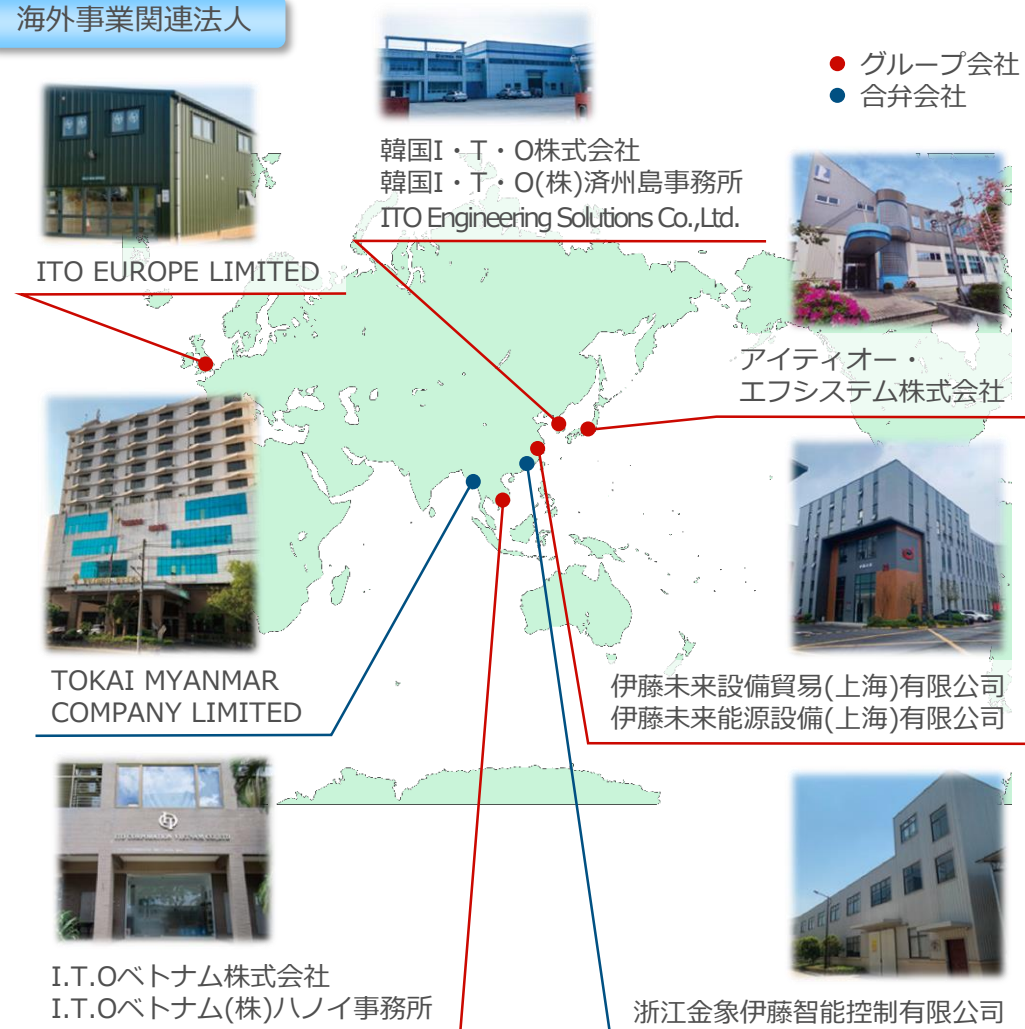 海外事業関連法人
● グループ会社
● 合弁会社
韓国I・T・O株式会社
韓国I・T・O(株)済州島事務所
ITO Engineering Solutions Co.,Ltd.
ITO EUROPE LIMITED
アイティオー・
エフシステム株式会社
TOKAI MYANMAR
COMPANY LIMITED
伊藤未来設備貿易(上海)有限公司
伊藤未来能源設備(上海)有限公司
I.T.Oベトナム株式会社
I.T.Oベトナム(株)ハノイ事務所
浙江金象伊藤智能控制有限公司